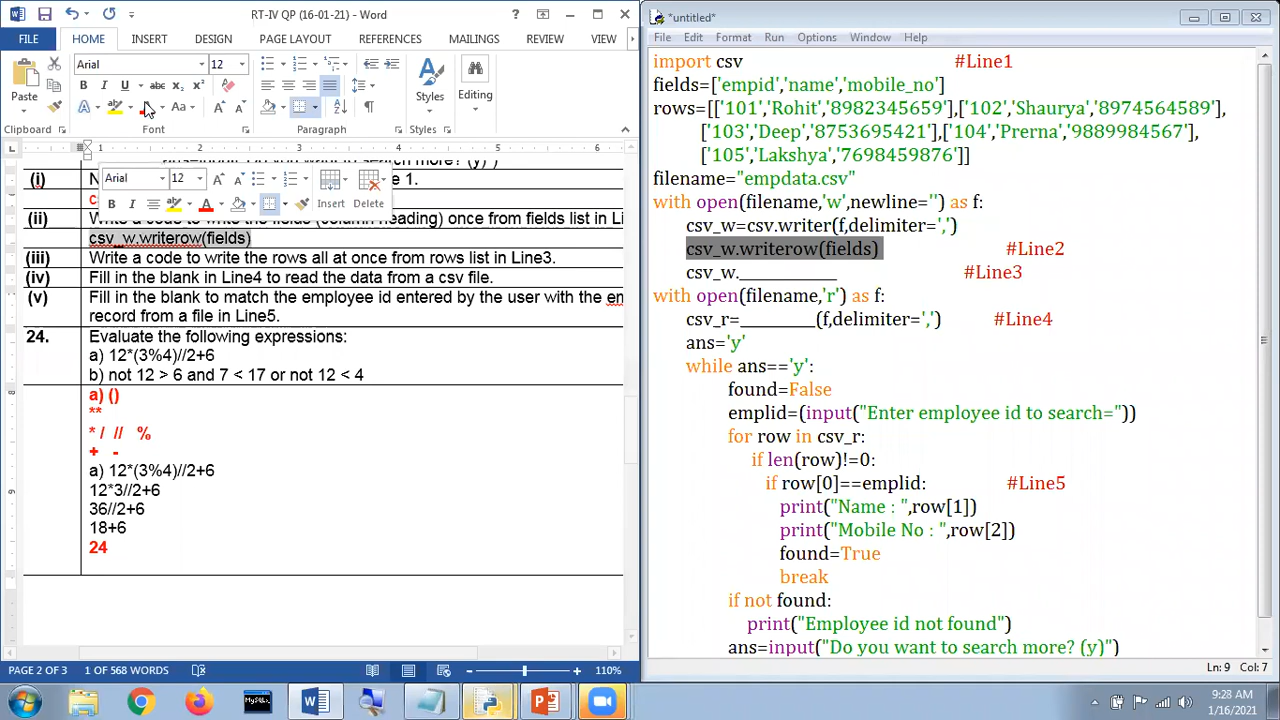 RT-IV QP (16-01-21) - Word
FILE
HOME
INSERT
DESIGN
PAGE LAYOUT
REFERENCES
MAILINGS
REVIEW
VIEW
Paste
Arial
12
Styles
Editing
Clipboard
Font
Paragraph
Styles
1 2 3 4 5 6
(i)
Arial
12
Insert
Delete
1.
(ii) Write a code to write the fields (column heading) once from fields list in Li
csv_w.writerow(fields)
(iii) Write a code to write the rows all at once from rows list in Line3.
(iv) Fill in the blank in Line4 to read the data from a csv file.
(v) Fill in the blank to match the employee id entered by the user with the en
record from a file in Line5.
24. Evaluate the following expressions:
a) 12*(3%4)//2+6
b) not 12 > 6 and 7 < 17 or not 12 < 4
a) ()
**
* / // %
+ -
a) 12*(3%4)//2+6
12*3//2+6
36//2+6
18+6
24
PAGE 2 OF 3
1 OF 568 WORDS
110%
*untitled*
File Edit Format Run Options Window Help
import csv #Line1
fields=['empid','name','mobile_no']
rows=[['101','Rohit','8982345659'],['102','Shaurya','8974564589'],
['103','Deep','8753695421'],['104','Prerna','9889984567'],
['105','Lakshya','7698459876']]
filename="empdata.csv"
with open(filename,'w',newline='') as f:
csv_w=csv.writer(f,delimiter=',')
csv_w.writerow(fields) #Line2
csv_w.______________ #Line3
with open(filename,'r') as f:
csv_r=___________(f,delimiter=',') #Line4
ans='y'
while ans=='y':
found=False
emplid=(input("Enter employee id to search="))
for row in csv_r:
if len(row)!=0:
if row[0]==emplid: #Line5
print("Name : ",row[1])
print("Mobile No : ",row[2])
found=True
break
if not found:
print("Employee id not found")
ans=input("Do you want to search more? (y)")
Ln: 9 Col: 7
9:28 AM
1/16/2021